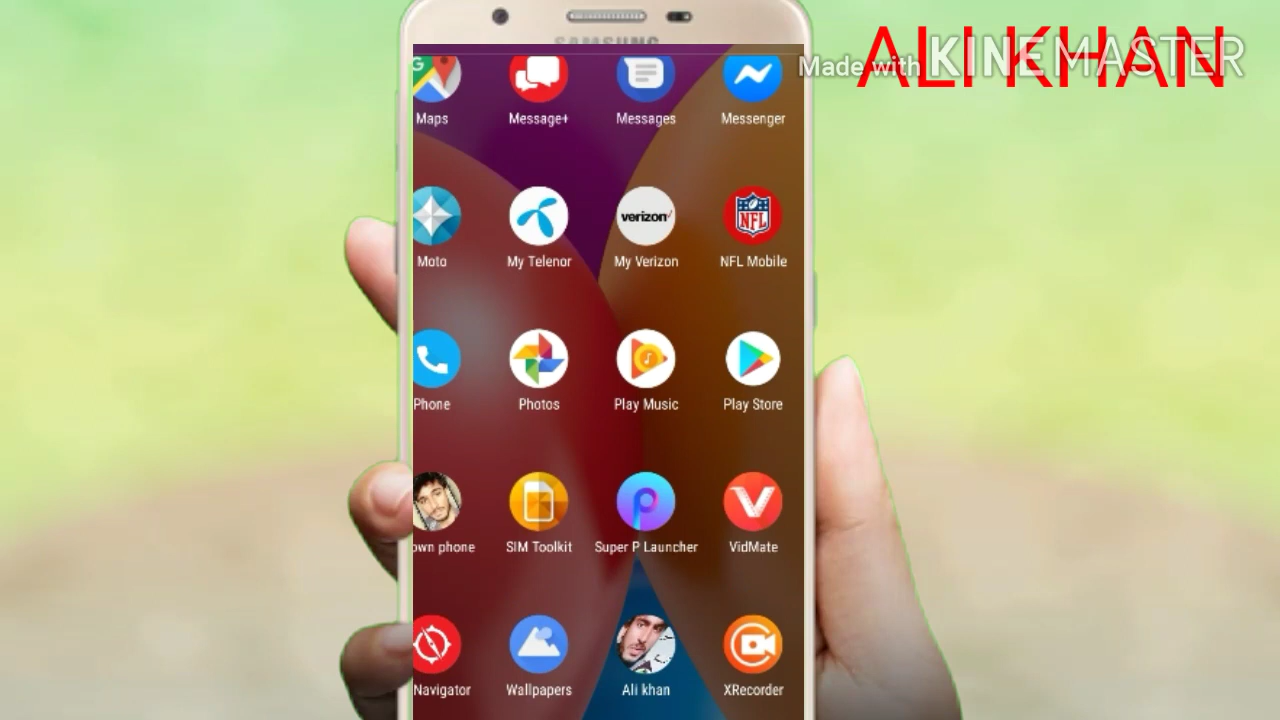 ALI KHAN
Made with KINEMASTER
SAMSUNG
Maps Message+ Messages Messenger
verizon NFL
Moto My Telenor My Verizon NFL Mobile
Phone Photos Play Music Play Store
own phone SIM Toolkit Super P Launcher VidMate
Navigator Wallpapers Ali khan XRecorder